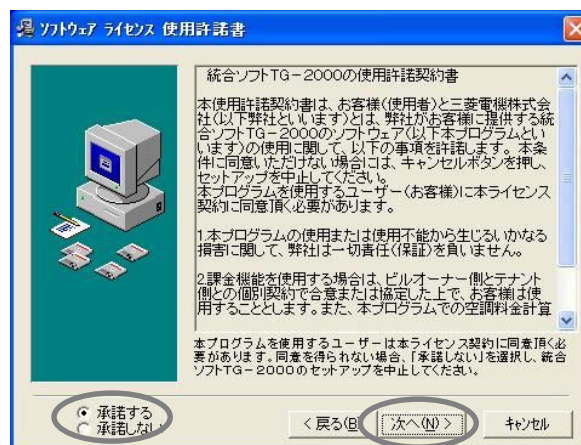 ソフトウェア ライセンス 使用許諾書
統合ソフトTG-2000の使用許諾契約書
本使用許諾契約書は、お客様(使用者)と三菱電機株式会
社(以下弊社といいます)とは、弊社がお客様に提供する統
合ソフトTG-2000のソフトウェア(以下本プログラムとい
います)の使用に関して、以下の事項を許諾します。本条
件に同意いただけない場合には、キャンセルボタンを押し、
セットアップを中止してください。
本プログラムを使用するユーザー(お客様)に本ライセンス
契約に同意頂く必要があります。
1.本プログラムの使用または使用不能から生じるいかなる
損害に関して、弊社は一切責任(保証)を負いません。
2.課金機能を使用する場合は、ビルオーナー側とテナント
側との個別契約で合意または協定した上で、お客様は使
用することとします。また、本プログラムでの空調料金計算
本プログラムを使用するユーザーは本ライセンス契約に同意頂く必
要があります。同意を得られない場合、「承諾しない」を選択し、統合
ソフトTG-2000のセットアップを中止してください。
承諾する
承諾しない
< 戻る(B)
次へ(N) >
キャンセル